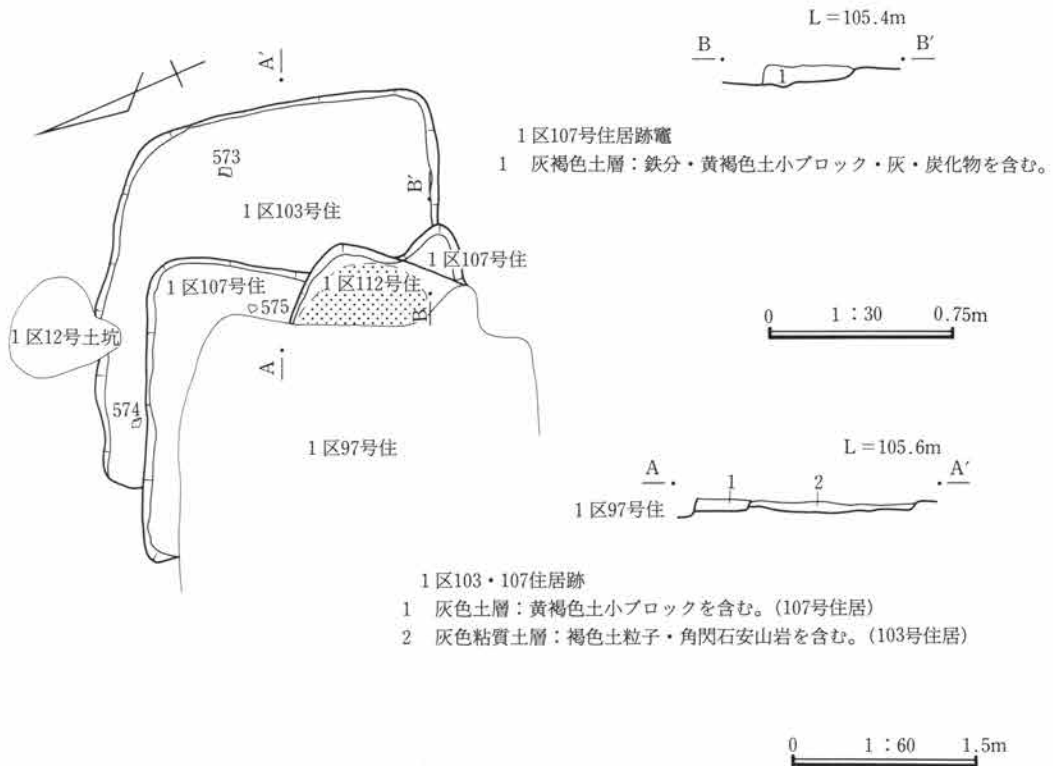 L=105.4m
B B′
1
1区107号住居跡竈
1 灰褐色土層：鉄分・黄褐色土小ブロック・灰・炭化物を含む。
0 1：30 0.75m
A′
573
B′
1区103号住
1区107号住
1区107号住
1区112号住
575
B
1区12号土坑
A
574
1区97号住
L=105.6m
A A′
1 2
1区97号住
1区103・107住居跡
1 灰色土層：黄褐色土小ブロックを含む。(107号住居)
2 灰色粘質土層：褐色土粒子・角閃石安山岩を含む。(103号住居)
0 1：60 1.5m